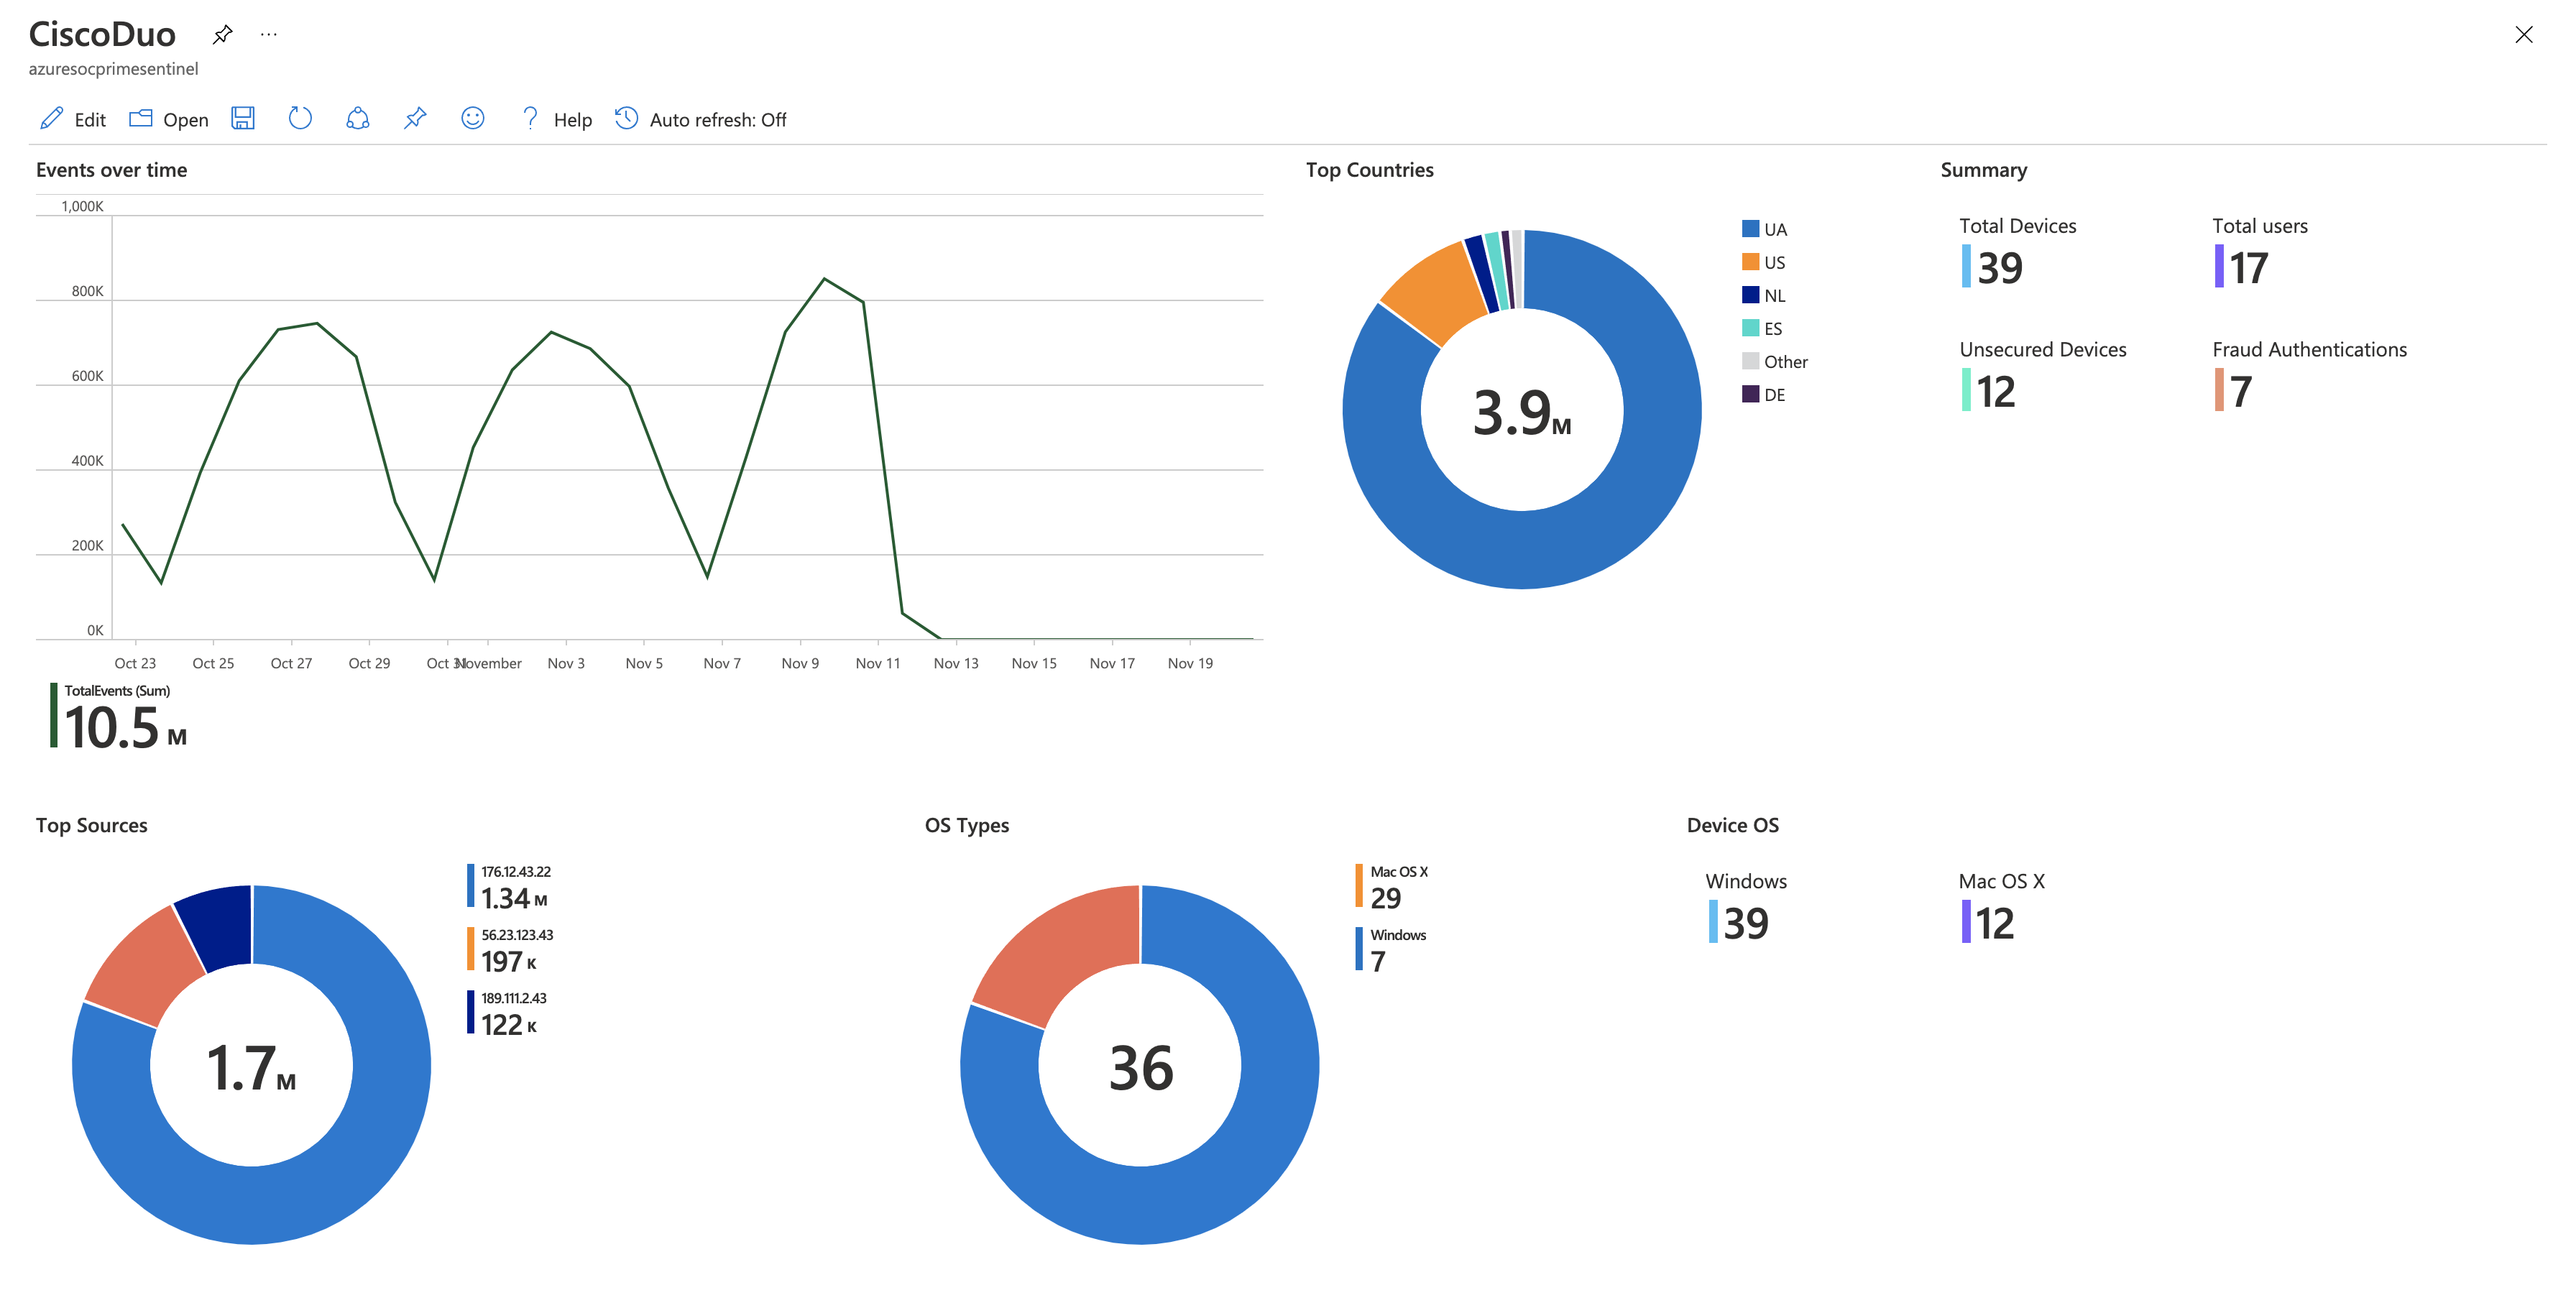 CiscoDuo ...
azuresocprimesentinel
Edit Open Help Auto refresh: Off
Events over time
1,000K
800K
600K
400K
200K
0K
Oct 23 Oct 25 Oct 27 Oct 29 Oct 31 November Nov 3 Nov 5 Nov 7 Nov 9 Nov 11 Nov 13 Nov 15 Nov 17 Nov 19
TotalEvents (Sum)
10.5 M
Top Countries
3.9M
UA
US
NL
ES
Other
DE
Summary
Total Devices
39
Total users
17
Unsecured Devices
12
Fraud Authentications
7
Top Sources
1.7M
176.12.43.22
1.34 M
56.23.123.43
197 K
189.111.2.43
122 K
OS Types
36
Mac OS X
29
Windows
7
Device OS
Windows
39
Mac OS X
12